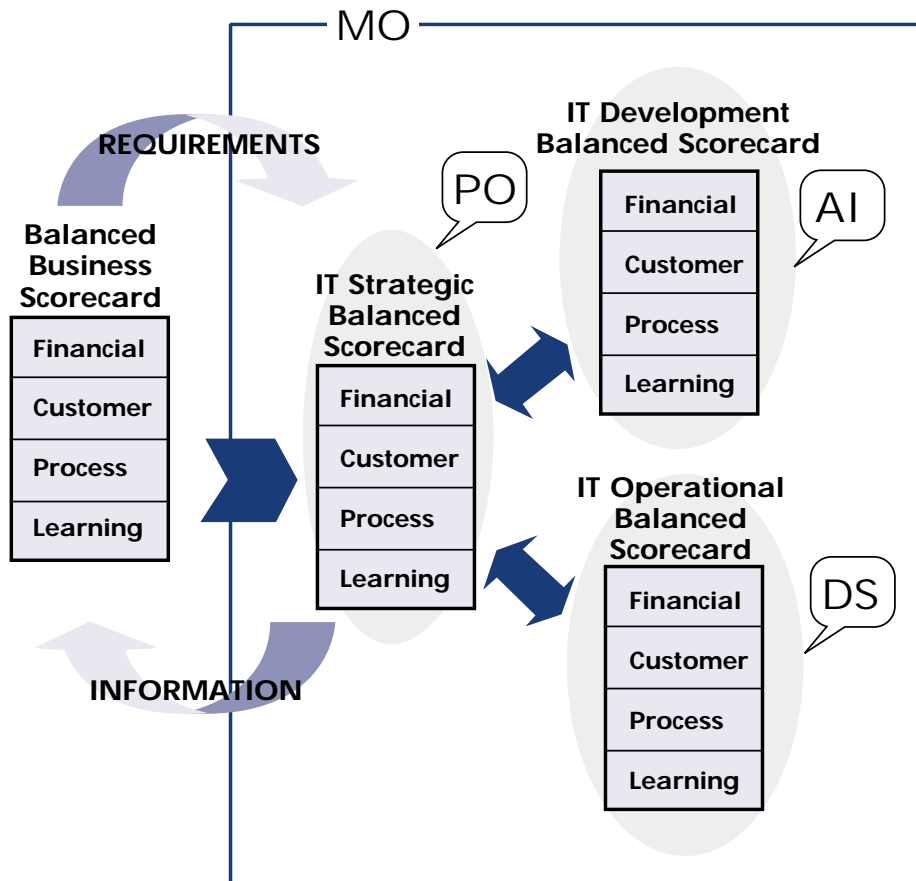 MO
REQUIREMENTS
Balanced
Business
Scorecard
Financial
Customer
Process
Learning
INFORMATION
PO
IT Strategic
Balanced
Scorecard
Financial
Customer
Process
Learning
IT Development
Balanced Scorecard
AI
Financial
Customer
Process
Learning
IT Operational
Balanced
Scorecard
DS
Financial
Customer
Process
Learning